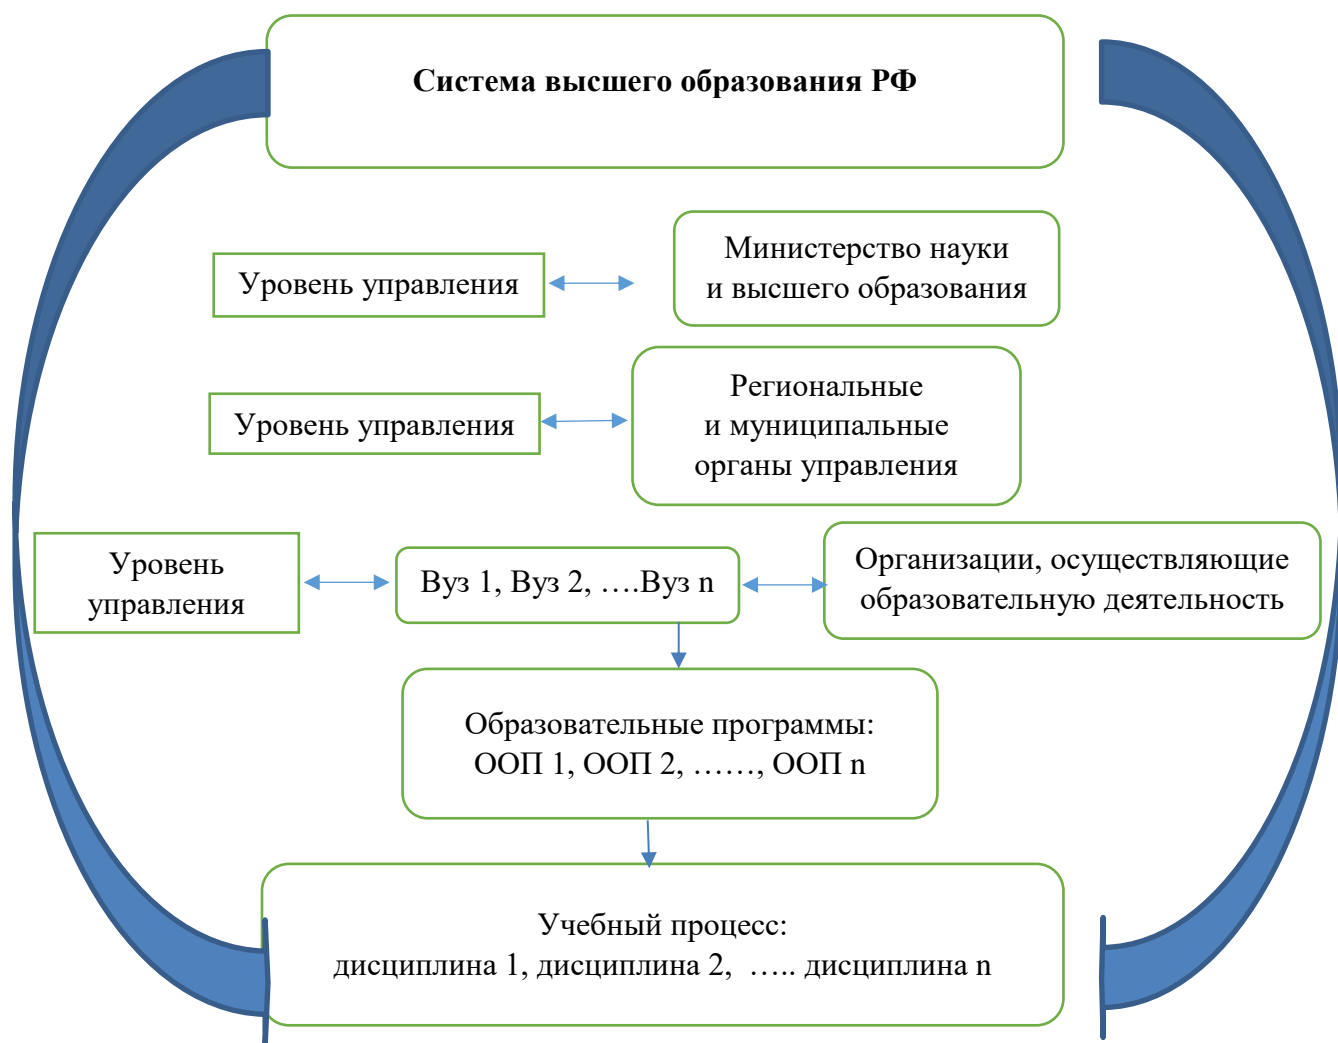 Система высшего образования РФ
Уровень управления
Министерство науки
и высшего образования
Уровень управления
Региональные
и муниципальные
органы управления
Уровень
управления
Вуз 1, Вуз 2, ….Вуз n
Организации, осуществляющие
образовательную деятельность
Образовательные программы:
ООП 1, ООП 2, ……, ООП n
Учебный процесс:
дисциплина 1, дисциплина 2, ….. дисциплина n